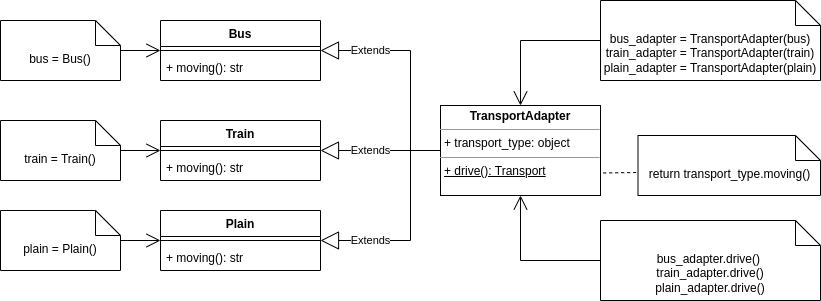 bus = Bus()
Bus
+ moving(): str
Extends
bus_adapter = TransportAdapter(bus)
train_adapter = TransportAdapter(train)
plain_adapter = TransportAdapter(plain)
train = Train()
Train
+ moving(): str
Extends
TransportAdapter
+ transport_type: object
+ drive(): Transport
return transport_type.moving()
plain = Plain()
Plain
+ moving(): str
Extends
bus_adapter.drive()
train_adapter.drive()
plain_adapter.drive()